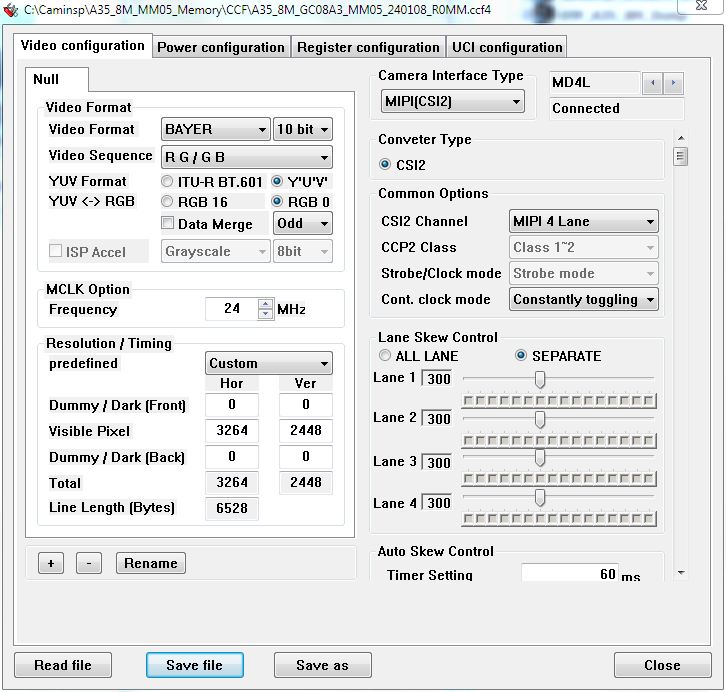 C:\Caminsp\A35_8M_MM05_Memory\CCF\A35_8M_GC08A3_MM05_240108_R0MM.ccf4
Video configuration Power configuration Register configuration UCI configuration
Null
Video Format
Video Format BAYER 10 bit
Video Sequence R G / G B
YUV Format ITU-R BT.601 Y'U'V'
YUV <-> RGB RGB 16 RGB 0
Data Merge Odd
ISP Accel Grayscale 8bit
MCLK Option
Frequency 24 MHz
Resolution / Timing
predefined Custom
Hor Ver
Dummy / Dark (Front) 0 0
Visible Pixel 3264 2448
Dummy / Dark (Back) 0 0
Total 3264 2448
Line Length (Bytes) 6528
+ - Rename
Camera Interface Type
MIPI(CSI2)
MD4L
Connected
Conveter Type
CSI2
Common Options
CSI2 Channel MIPI 4 Lane
CCP2 Class Class 1~2
Strobe/Clock mode Strobe mode
Cont. clock mode Constantly toggling
Lane Skew Control
ALL LANE SEPARATE
Lane 1 300
Lane 2 300
Lane 3 300
Lane 4 300
Auto Skew Control
Timer Setting 60 ms
Read file Save file Save as Close